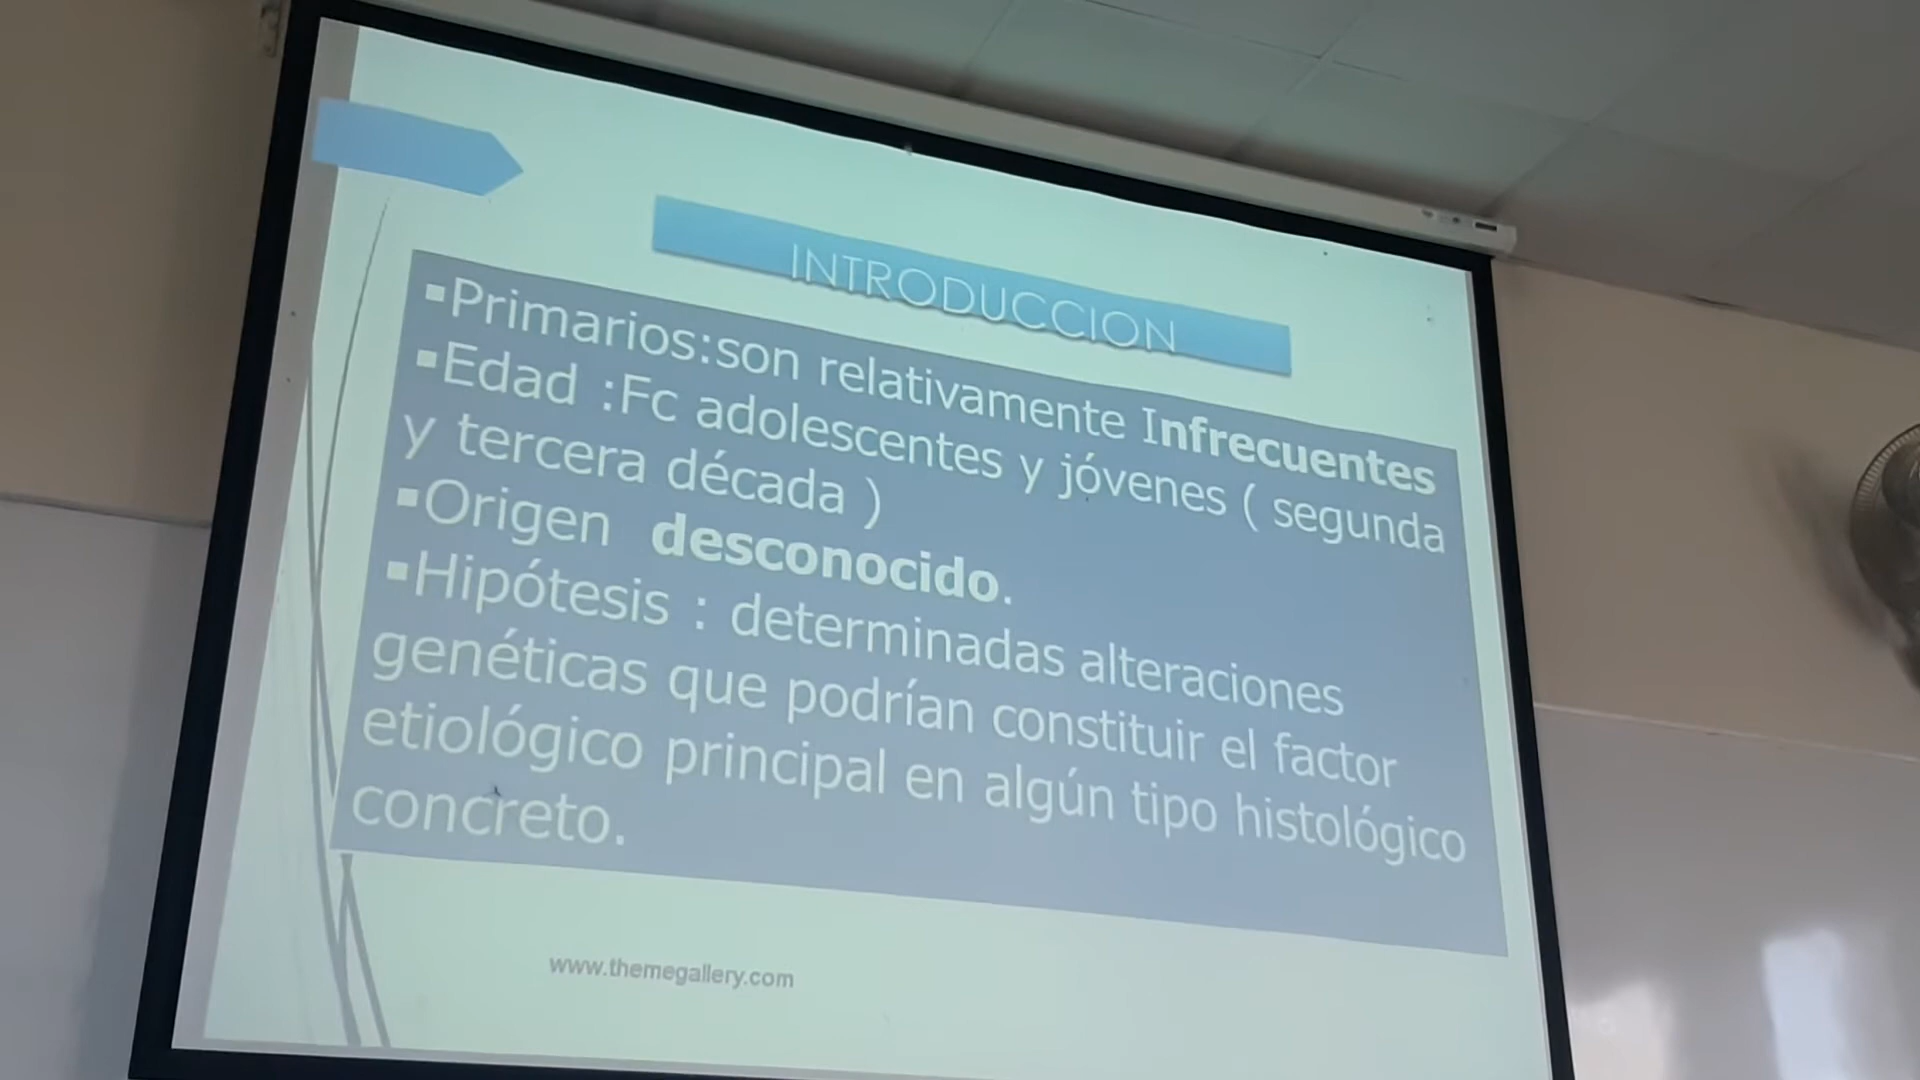 INTRODUCCION
▪Primarios:son relativamente Infrecuentes
▪Edad :Fc adolescentes y jóvenes ( segunda
y tercera década )
▪Origen desconocido.
▪Hipótesis : determinadas alteraciones
genéticas que podrían constituir el factor
etiológico principal en algún tipo histológico
concreto.
www.themegallery.com